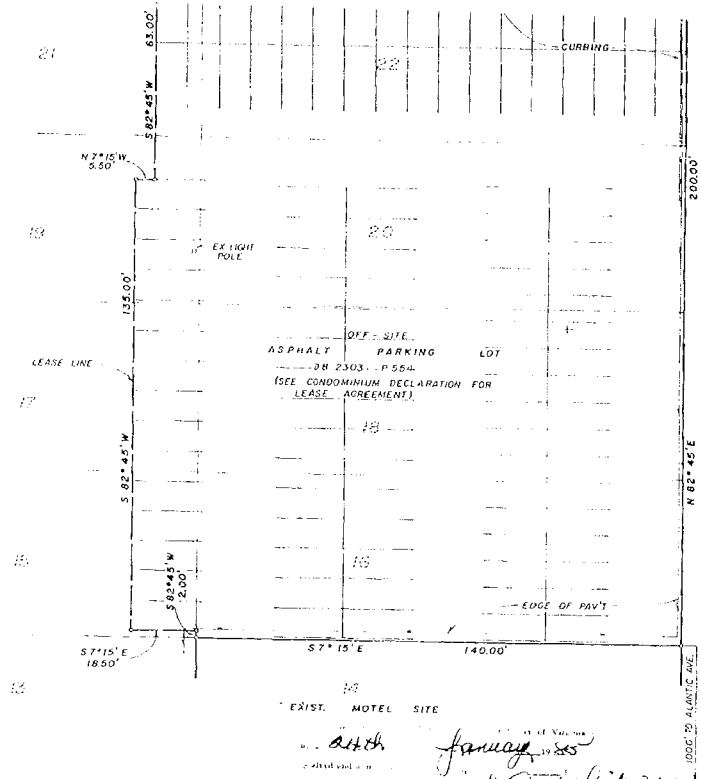 21
63.00'
S 82° 45' W
22
CURBING
N 7° 15' W
5.50'
200.00'
19
20
EX LIGHT
POLE
135.00'
OFF-SITE
ASPHALT PARKING LOT
DB 2303 P 554
(SEE CONDOMINIUM DECLARATION FOR
LEASE AGREEMENT)
LEASE LINE
17
18
S 82° 45' W
N 82° 45' E
15
16
S 82° 45' W
2.00'
EDGE OF PAV'T
S 7° 15' E
18.50'
S 7° 15' E 140.00'
13
14
EXIST. MOTEL SITE
TO ALANTIC AVE.
24th January 19